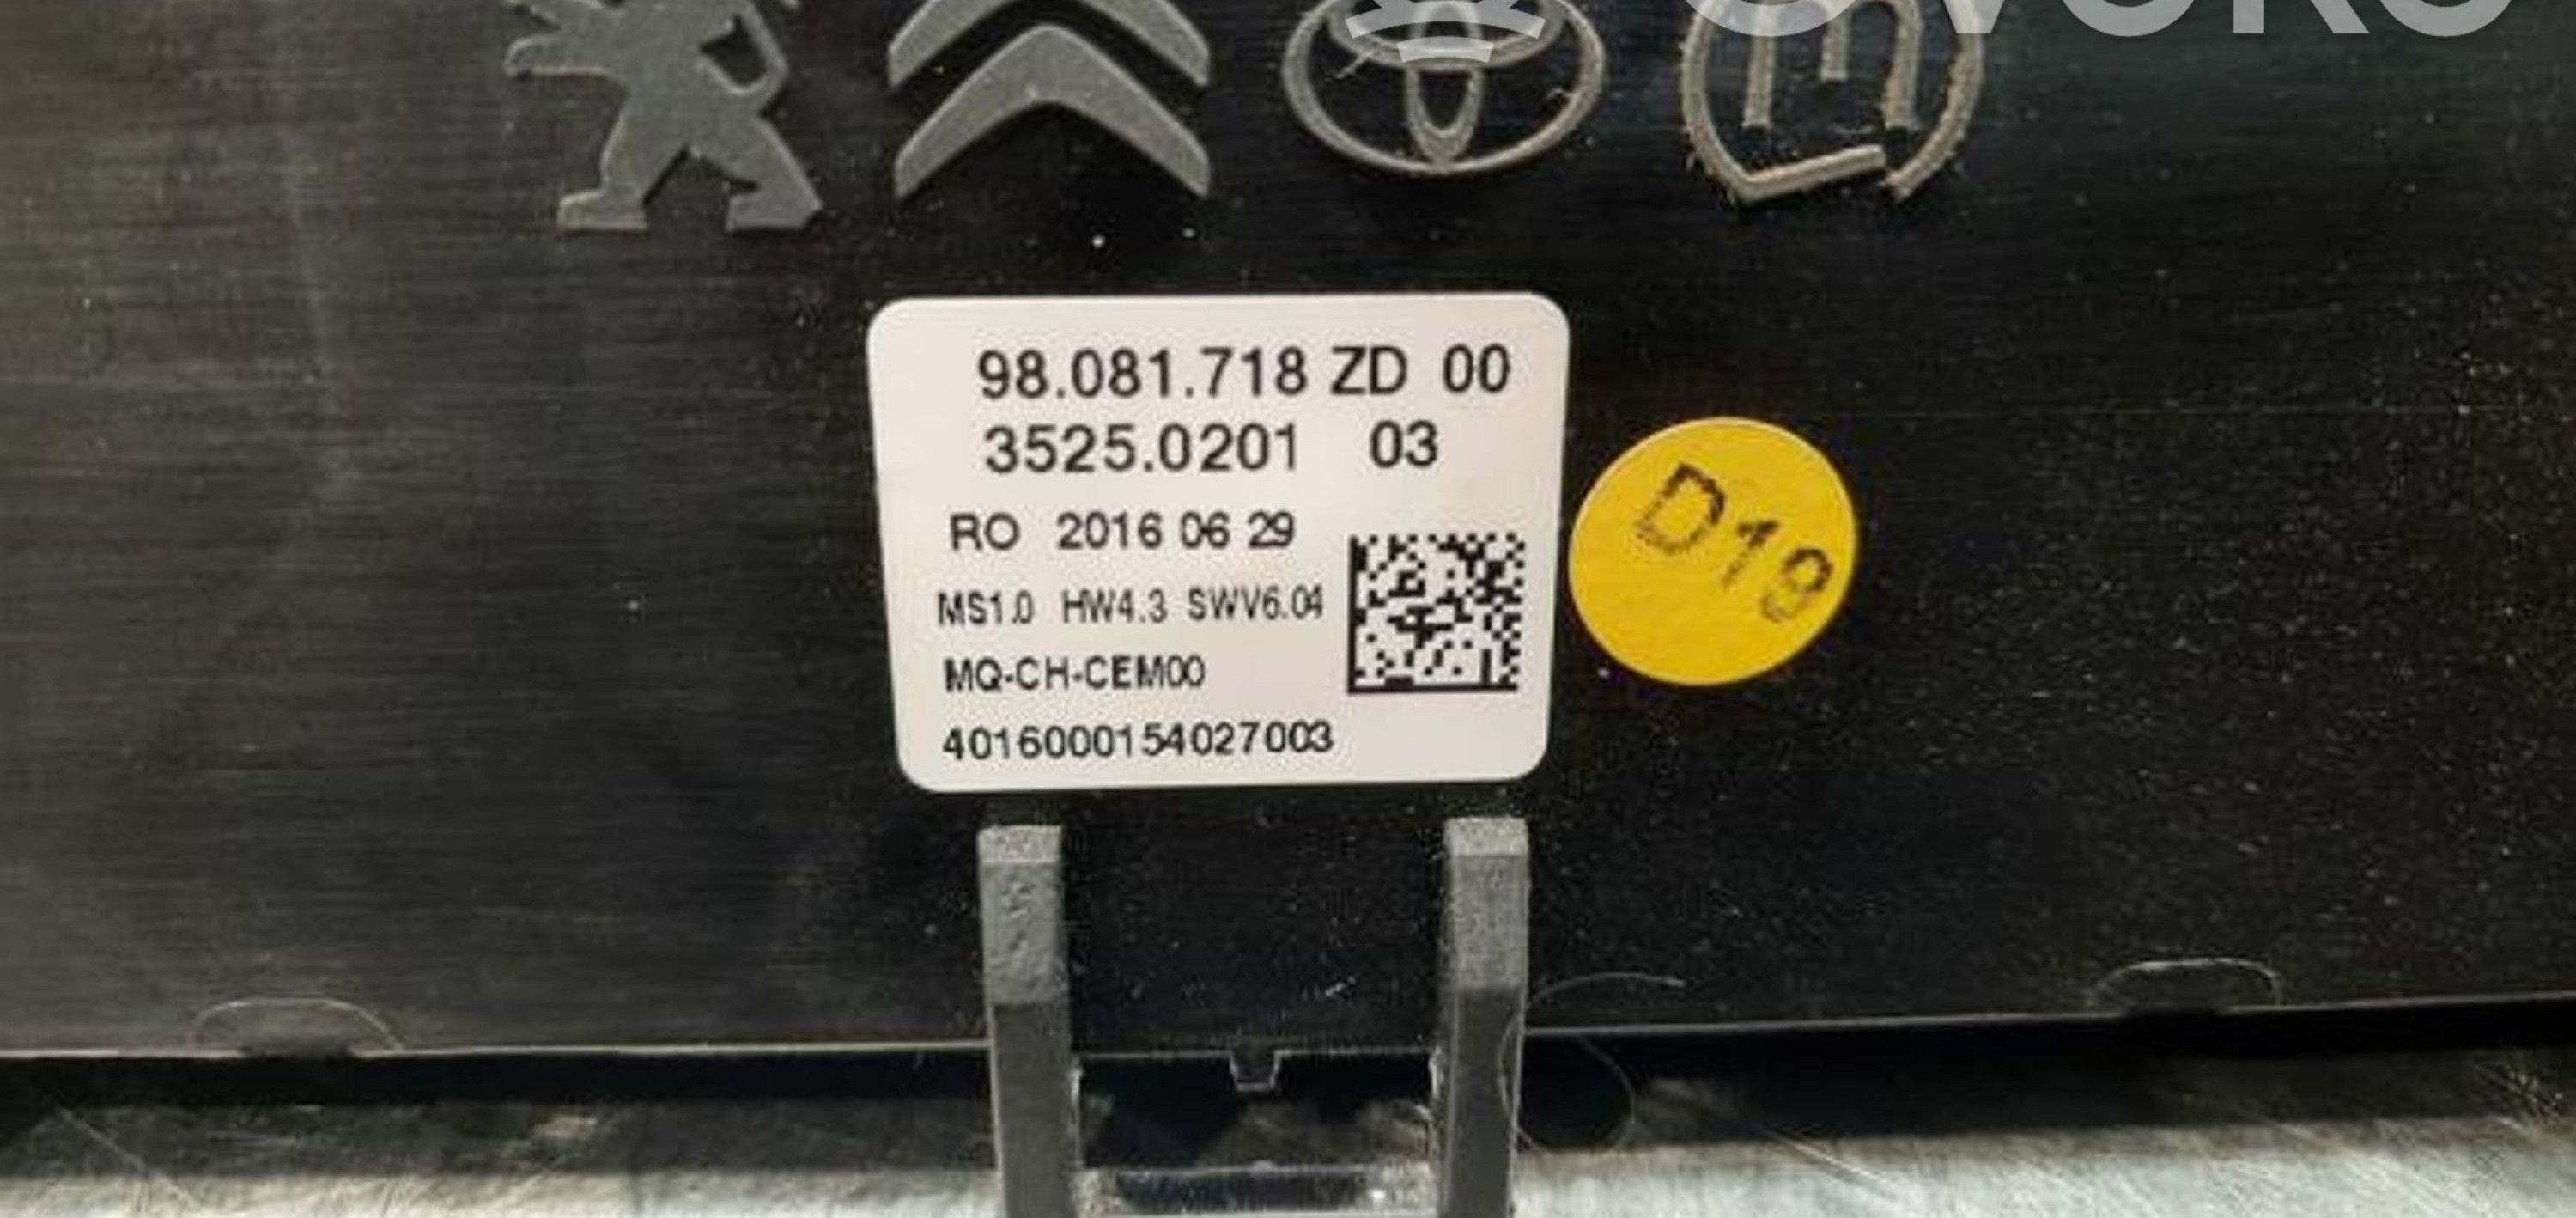 98.081.718 ZD 00
3525.0201 03
RO 2016 06 29
MS1.0 HW4.3 SWV6.04
MQ-CH-CEM00
4016000154027003
D19